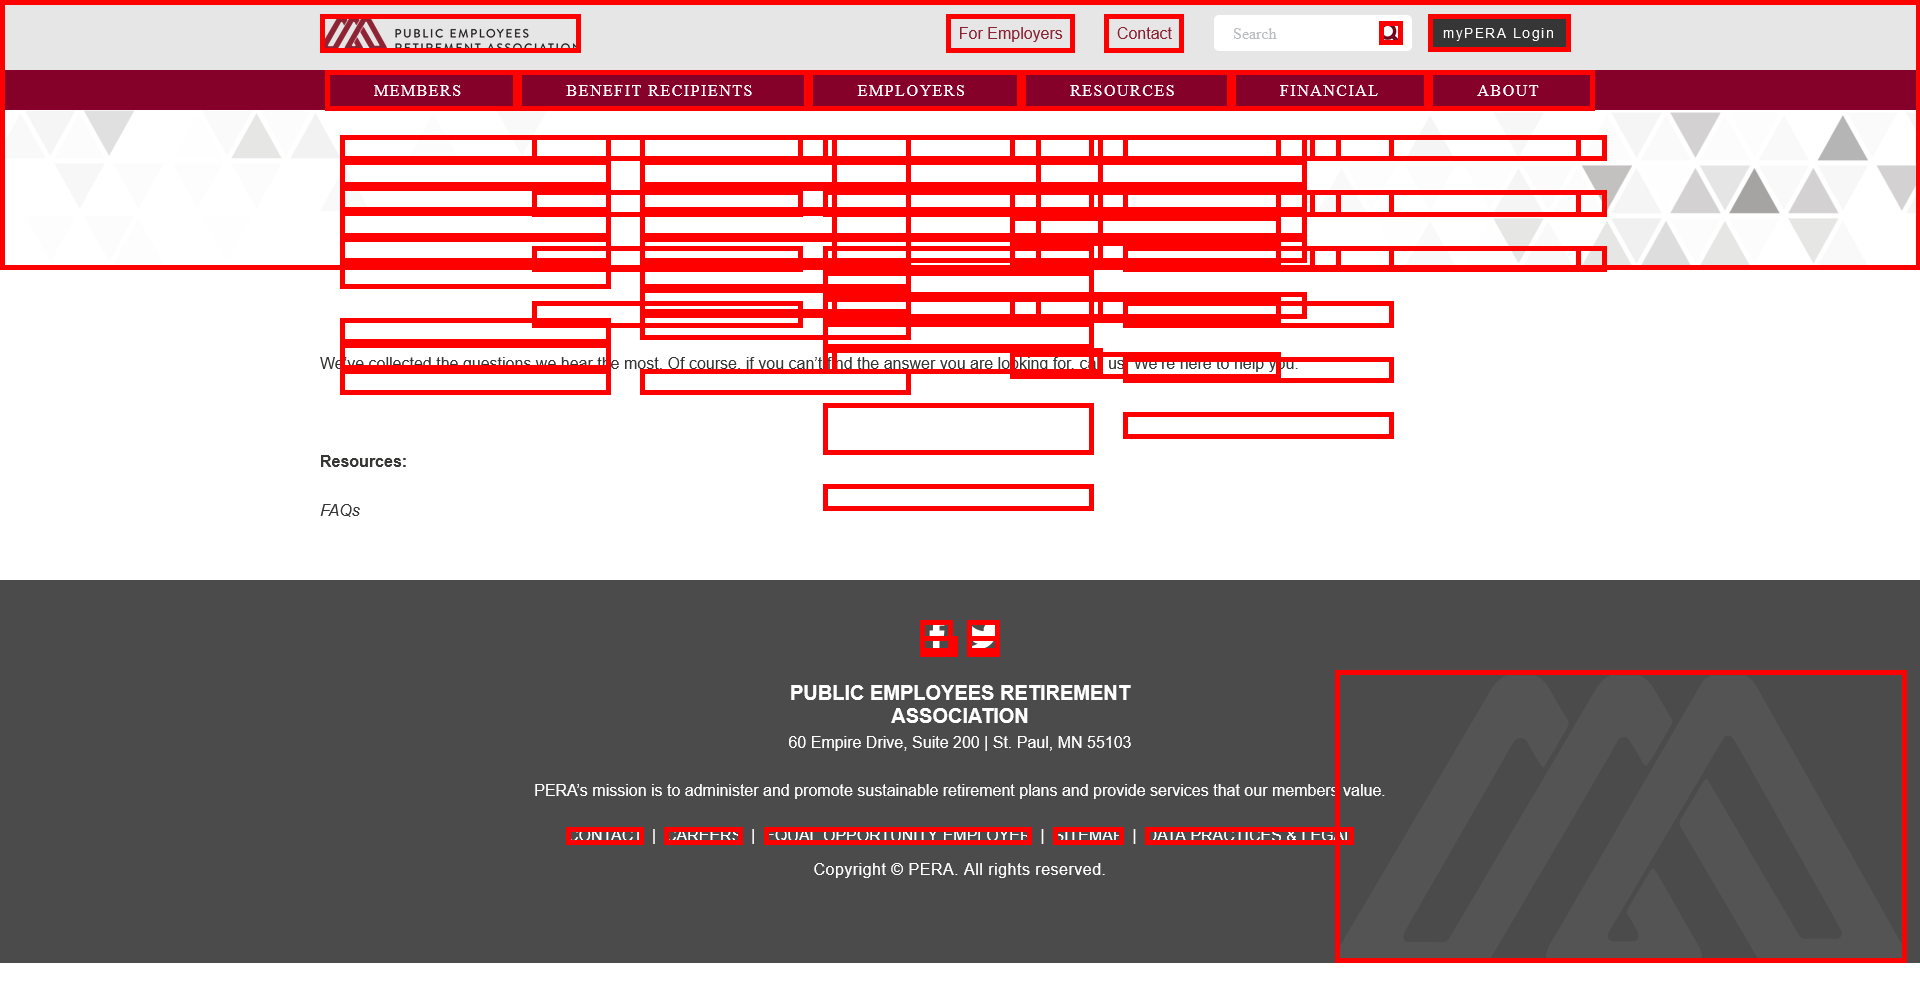 PUBLIC EMPLOYEES
RETIREMENT ASSOCIATION
For Employers
Contact
Search
myPERA Login
MEMBERS
BENEFIT RECIPIENTS
EMPLOYERS
RESOURCES
FINANCIAL
ABOUT
We've collected the questions we hear the most. Of course, if you can't find the answer you are looking for, call us. We're here to help you.
Resources:
FAQs
PUBLIC EMPLOYEES RETIREMENT
ASSOCIATION
60 Empire Drive, Suite 200 | St. Paul, MN 55103
PERA's mission is to administer and promote sustainable retirement plans and provide services that our members value.
CONTACT | CAREERS | EQUAL OPPORTUNITY EMPLOYER | SITEMAP | DATA PRACTICES & LEGAL
Copyright © PERA. All rights reserved.